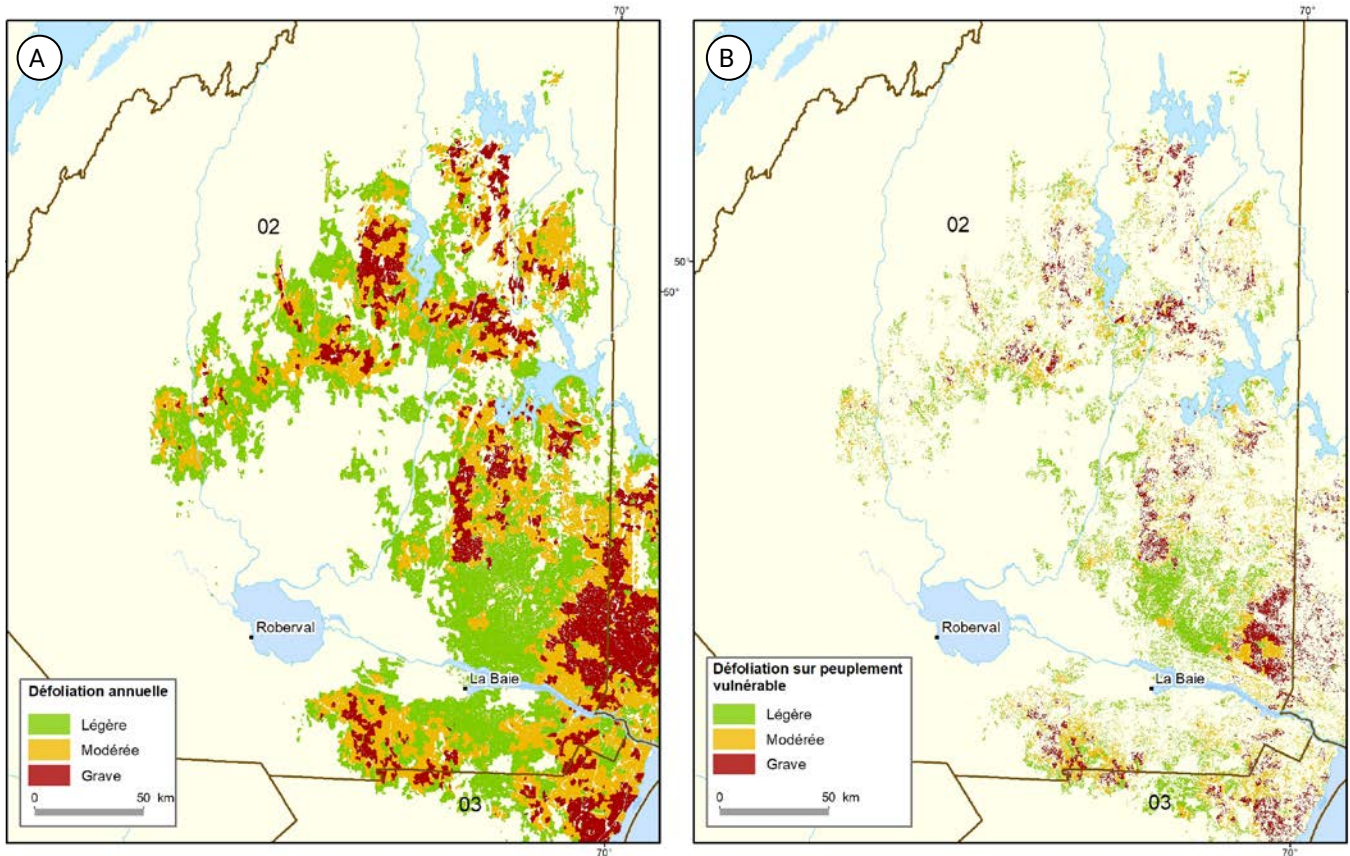 70°
A
02
50°
Roberval
La Baie
Défoliation annuelle
Légère
Modérée
Grave
0 50 km
03
70°
70°
B
02
50°
Roberval
La Baie
Défoliation sur peuplement
vulnérable
Légère
Modérée
Grave
0 50 km
03
70°